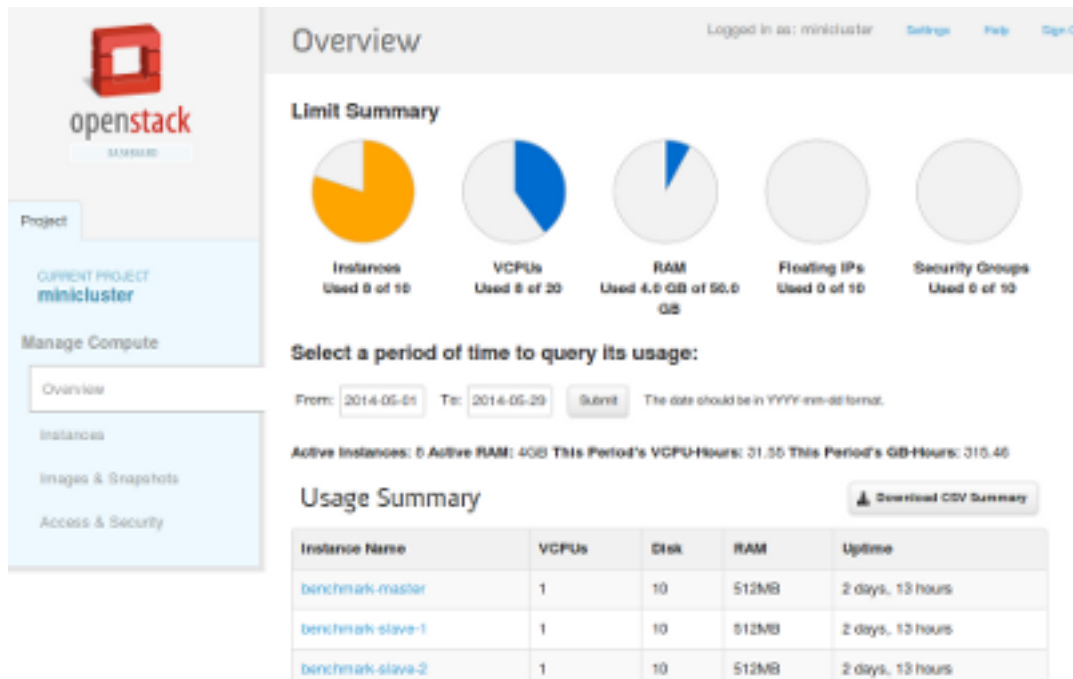 openstack
DASHBOARD
Overview
Logged in as: minicluster Settings Help Sign
Limit Summary
Instances
Used 8 of 10
VCPUs
Used 8 of 20
RAM
Used 4.0 GB of 50.0
GB
Floating IPs
Used 0 of 10
Security Groups
Used 0 of 10
Project
CURRENT PROJECT
minicluster
Manage Compute
Overview
Instances
Images & Snapshots
Access & Security
Select a period of time to query its usage:
From: 2014-05-01 To: 2014-05-29 Submit The date should be in YYYY-mm-dd format.
Active Instances: 8 Active RAM: 4GB This Period's VCPU-Hours: 31.55 This Period's GB-Hours: 315.46
Usage Summary
Download CSV Summary
Instance Name VCPUs Disk RAM Uptime
benchmark-master 1 10 512MB 2 days, 13 hours
benchmark-slave-1 1 10 512MB 2 days, 13 hours
benchmark-slave-2 1 10 512MB 2 days, 13 hours